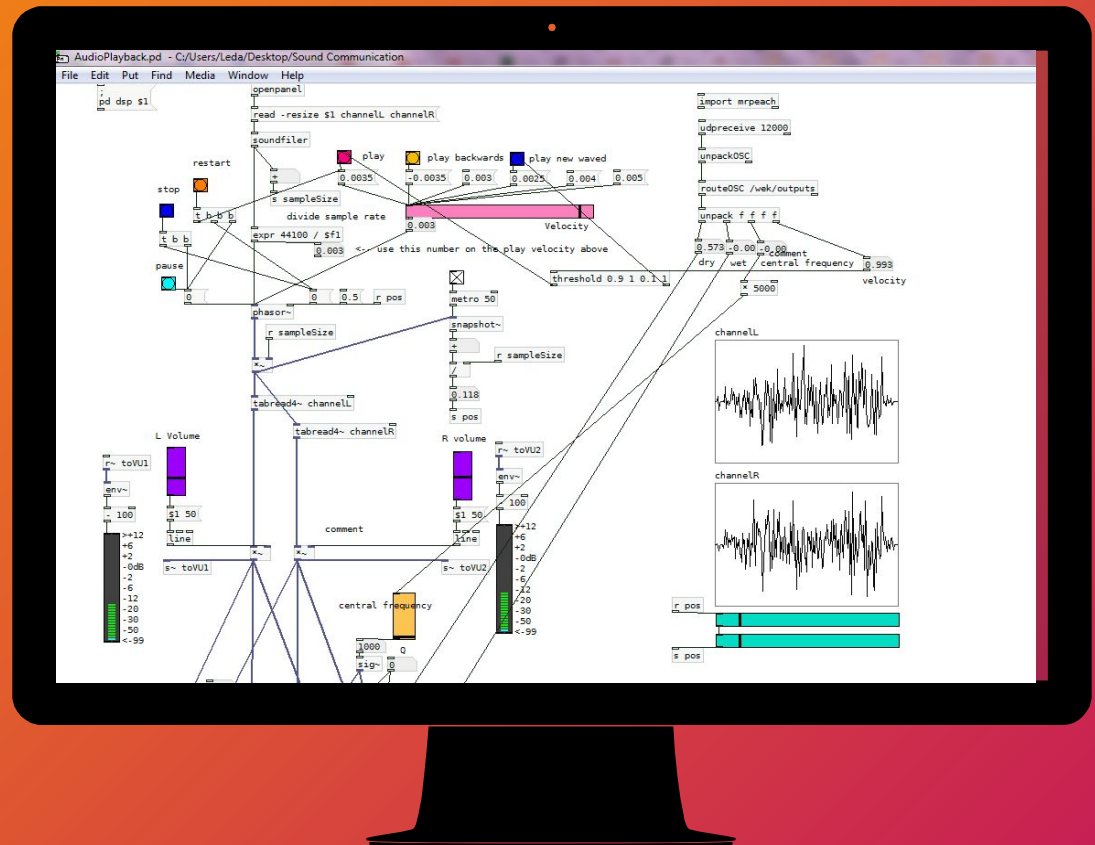 AudioPlayback.pd - C:/Users/Leda/Desktop/Sound Communication
File Edit Put Find Media Window Help
;
pd dsp $1
openpanel
read -resize $1 channelL channelR
soundfiler
restart
stop
pause
t b b b
t b b
0
0
0.5
r pos
+
s sampleSize
play
play backwards
play new waved
0.0035
-0.0035
0.003
0.0025
0.004
0.005
divide sample rate
0.003
Velocity
expr 44100 / $f1
0.003
<-- use this number on the play velocity above
threshold 0.9 1 0.1 1
phasor~
r sampleSize
*~
tabread4~ channelL
tabread4~ channelR
metro 50
snapshot~
+
r sampleSize
/
0.118
s pos
import mrpeach
udpreceive 12000
unpackOSC
routeOSC /wek/outputs
unpack f f f f
0.573
-0.00
-0.00
comment
dry
wet
central frequency
0.993
velocity
* 5000
channelL
channelR
r pos
s pos
L Volume
r~ toVU1
env~
- 100
$1 50
line
>+12
+6
+2
-0dB
-2
-6
-12
-20
-30
-50
<-99
comment
*~
*~
s~ toVU1
R volume
r~ toVU2
env~
100
$1 50
line
s~ toVU2
>+12
+6
+2
-0dB
-2
-6
-12
-20
-30
-50
<-99
central frequency
1000
Q
sig~
0